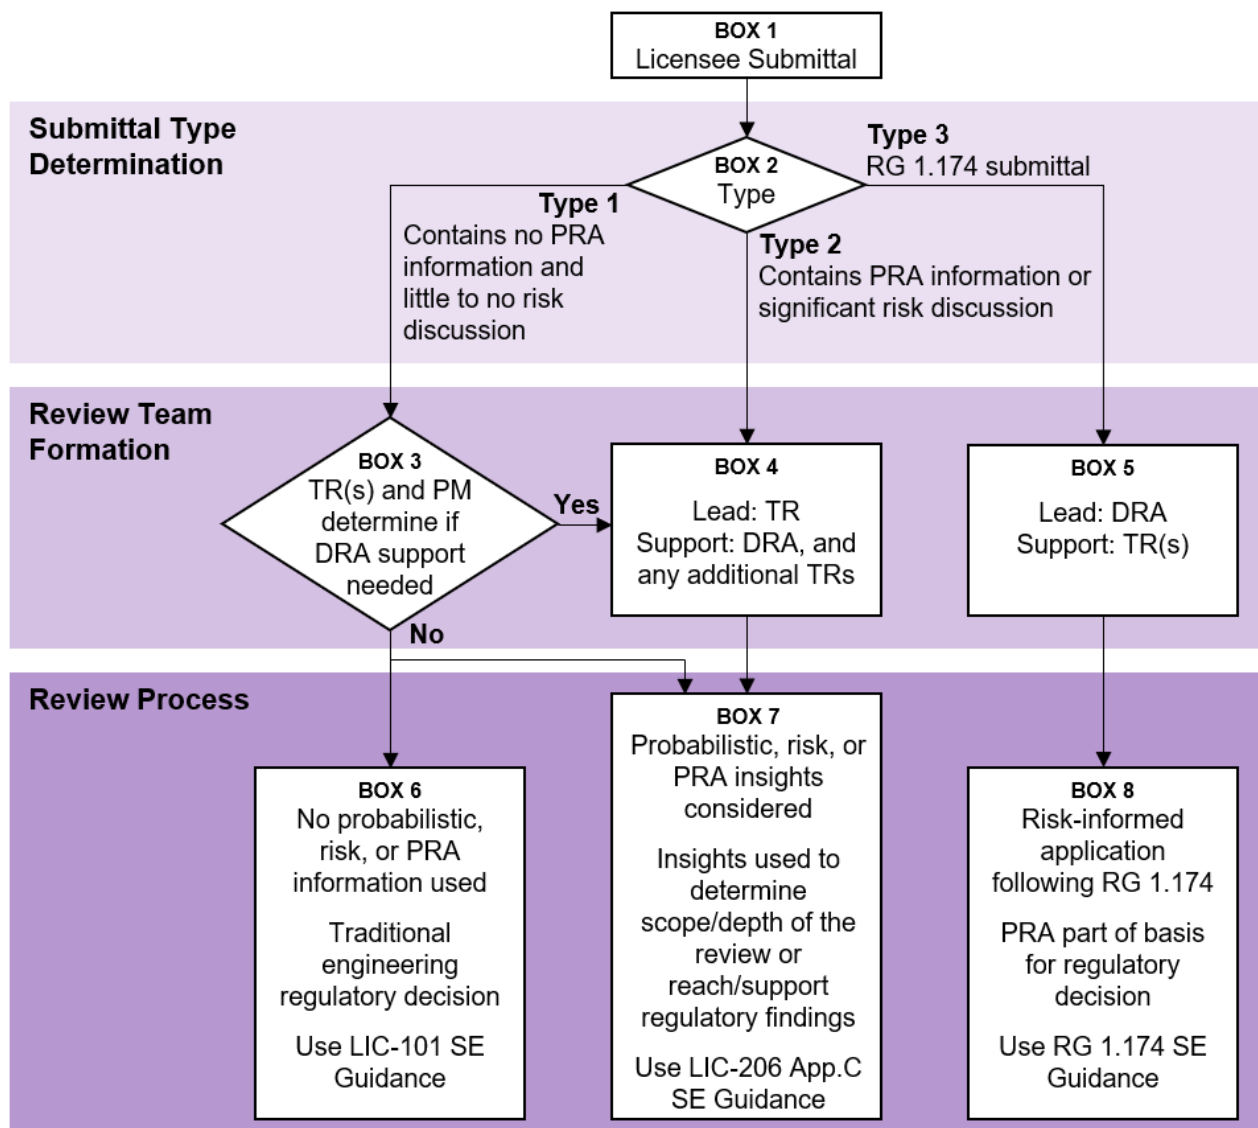 BOX 1
Licensee Submittal
Submittal Type
Determination
BOX 2
Type
Type 3
RG 1.174 submittal
Type 1
Contains no PRA
information and
little to no risk
discussion
Type 2
Contains PRA information or
significant risk discussion
Review Team
Formation
BOX 3
TR(s) and PM
determine if
DRA support
needed
Yes
No
BOX 4
Lead: TR
Support: DRA, and
any additional TRs
BOX 5
Lead: DRA
Support: TR(s)
Review Process
BOX 6
No probabilistic,
risk, or PRA
information used
Traditional
engineering
regulatory decision
Use LIC-101 SE
Guidance
BOX 7
Probabilistic, risk, or
PRA insights
considered
Insights used to
determine
scope/depth of the
review or
reach/support
regulatory findings
Use LIC-206 App.C
SE Guidance
BOX 8
Risk-informed
application
following RG 1.174
PRA part of basis
for regulatory
decision
Use RG 1.174 SE
Guidance